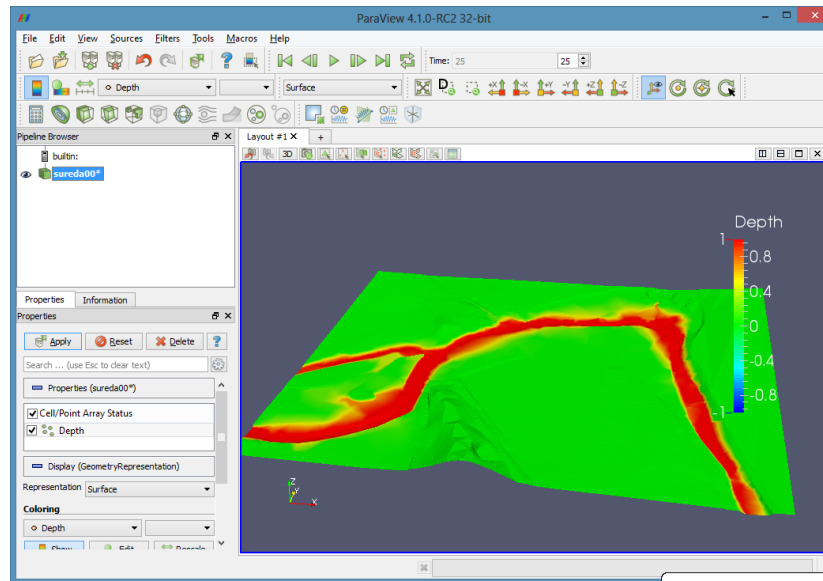 ParaView 4.1.0-RC2 32-bit
File Edit View Sources Filters Tools Macros Help
Time: 25 25
Depth Surface
Pipeline Browser
Layout #1 X +
builtin:
3D
sureda00*
Depth
1
0.8
0.4
0
-0.4
-0.8
-1
Z
Y
X
Properties Information
Properties
Apply Reset Delete ?
Search ... (use Esc to clear text)
Properties (sureda00*)
Cell/Point Array Status
Depth
Display (GeometryRepresentation)
Representation Surface
Coloring
Depth
Show Edit Rescale